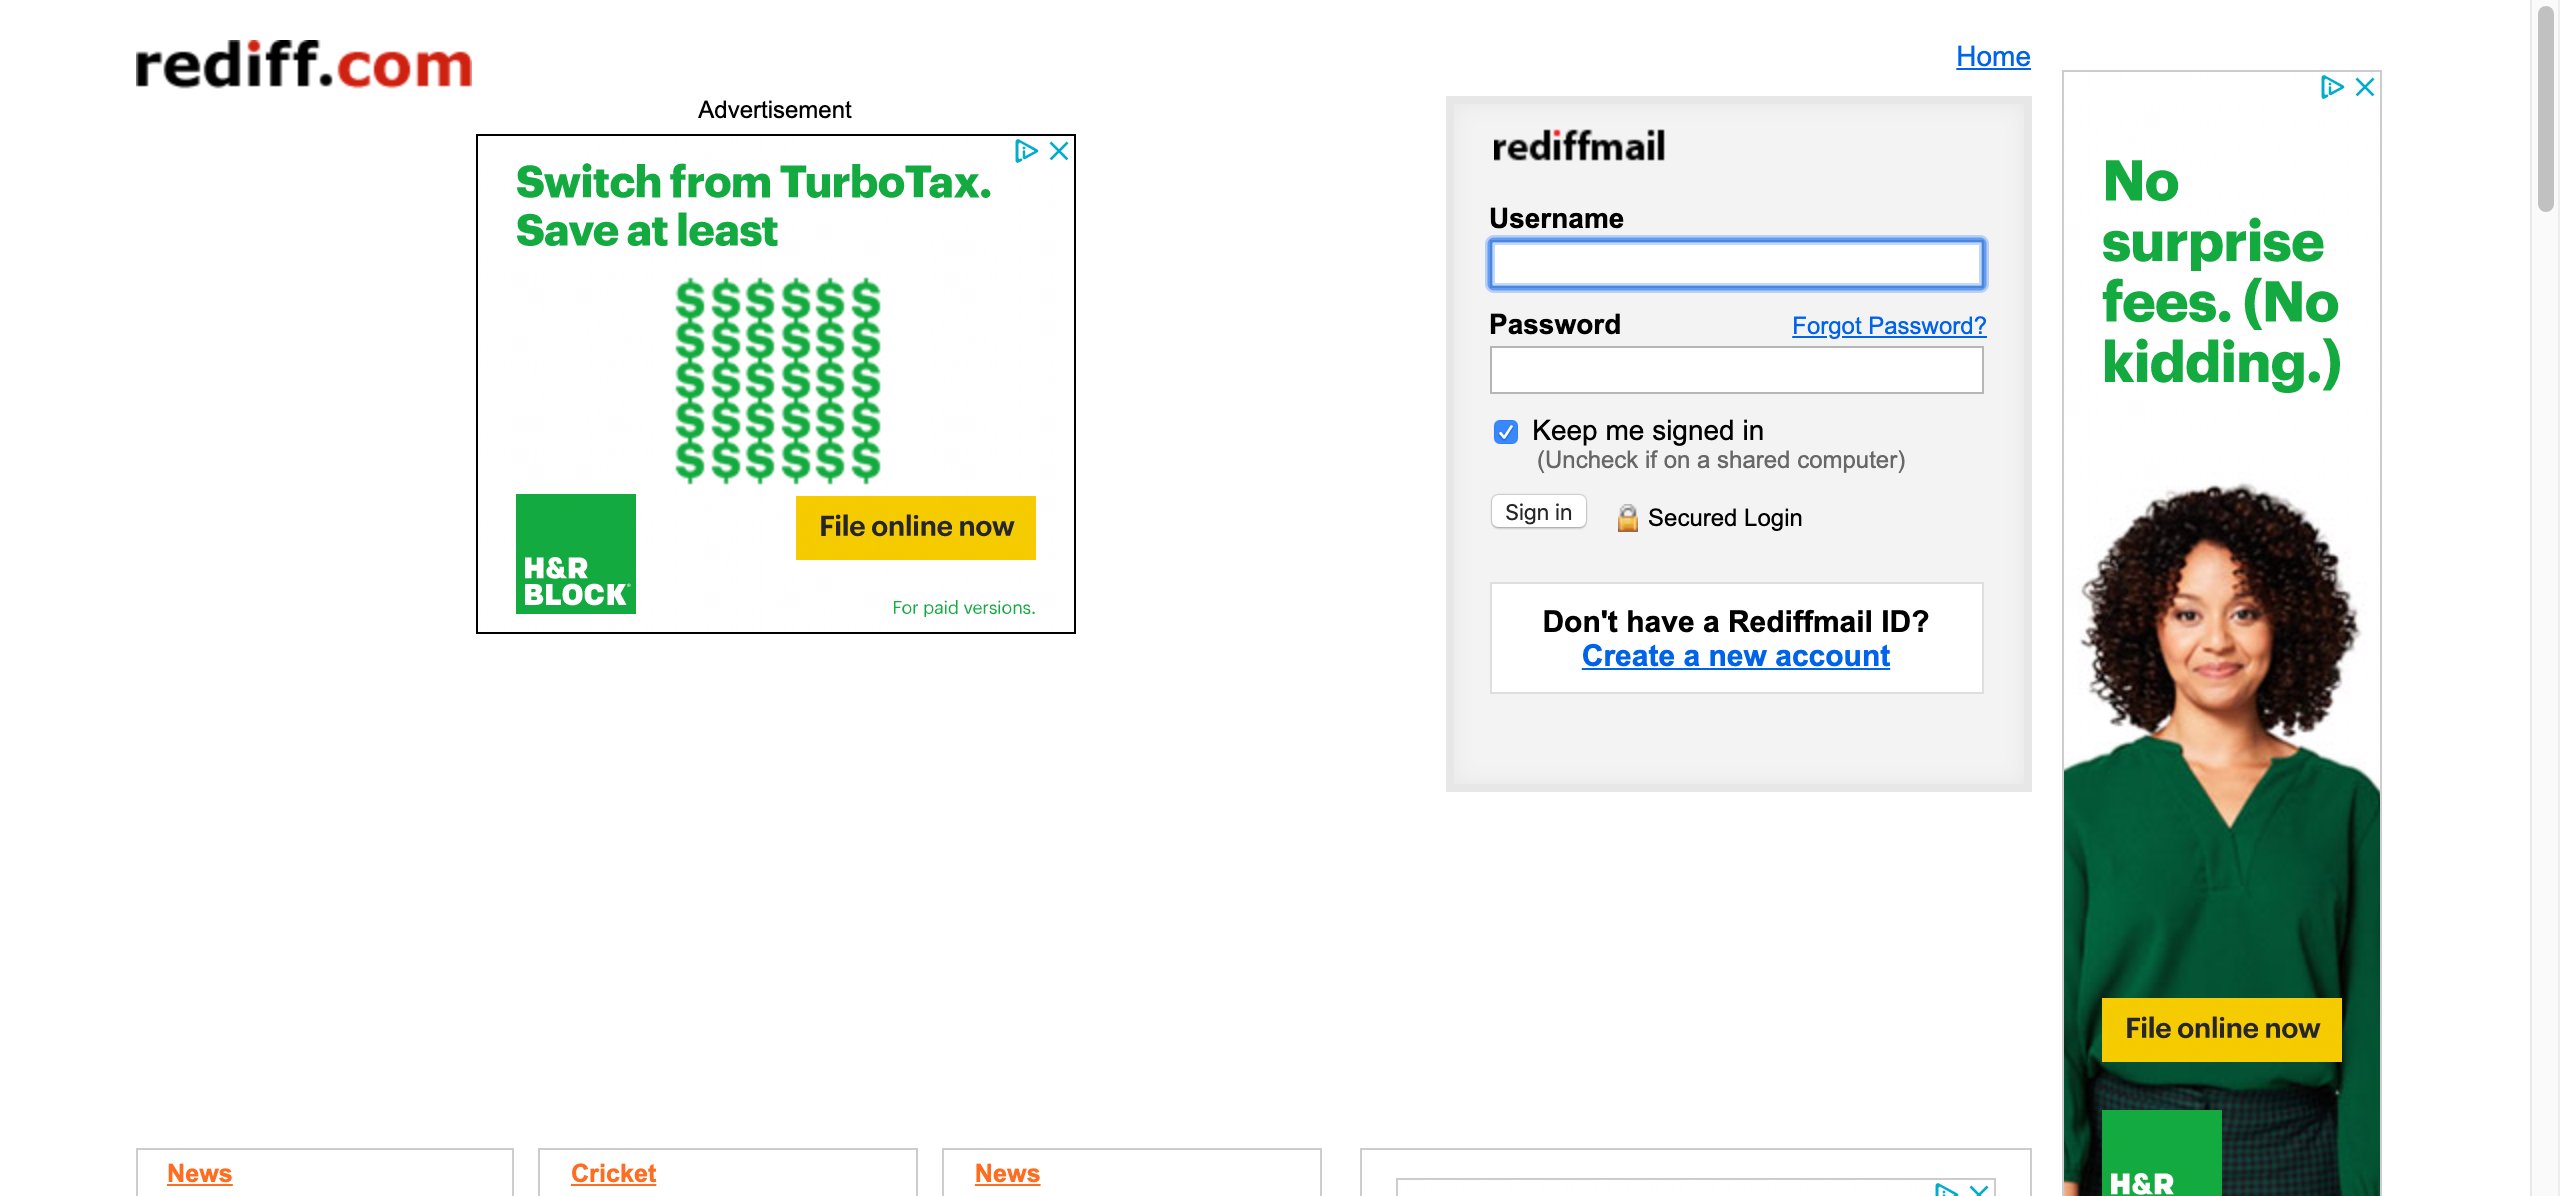 rediff.com
Home
Advertisement
Switch from TurboTax.
Save at least
$$$$$$
$$$$$$
$$$$$$
$$$$$$
$$$$$$
H&R
BLOCK
File online now
For paid versions.
rediffmail
Username
Password
Forgot Password?
Keep me signed in
(Uncheck if on a shared computer)
Sign in
Secured Login
Don't have a Rediffmail ID?
Create a new account
No
surprise
fees. (No
kidding.)
File online now
H&R
News
Cricket
News